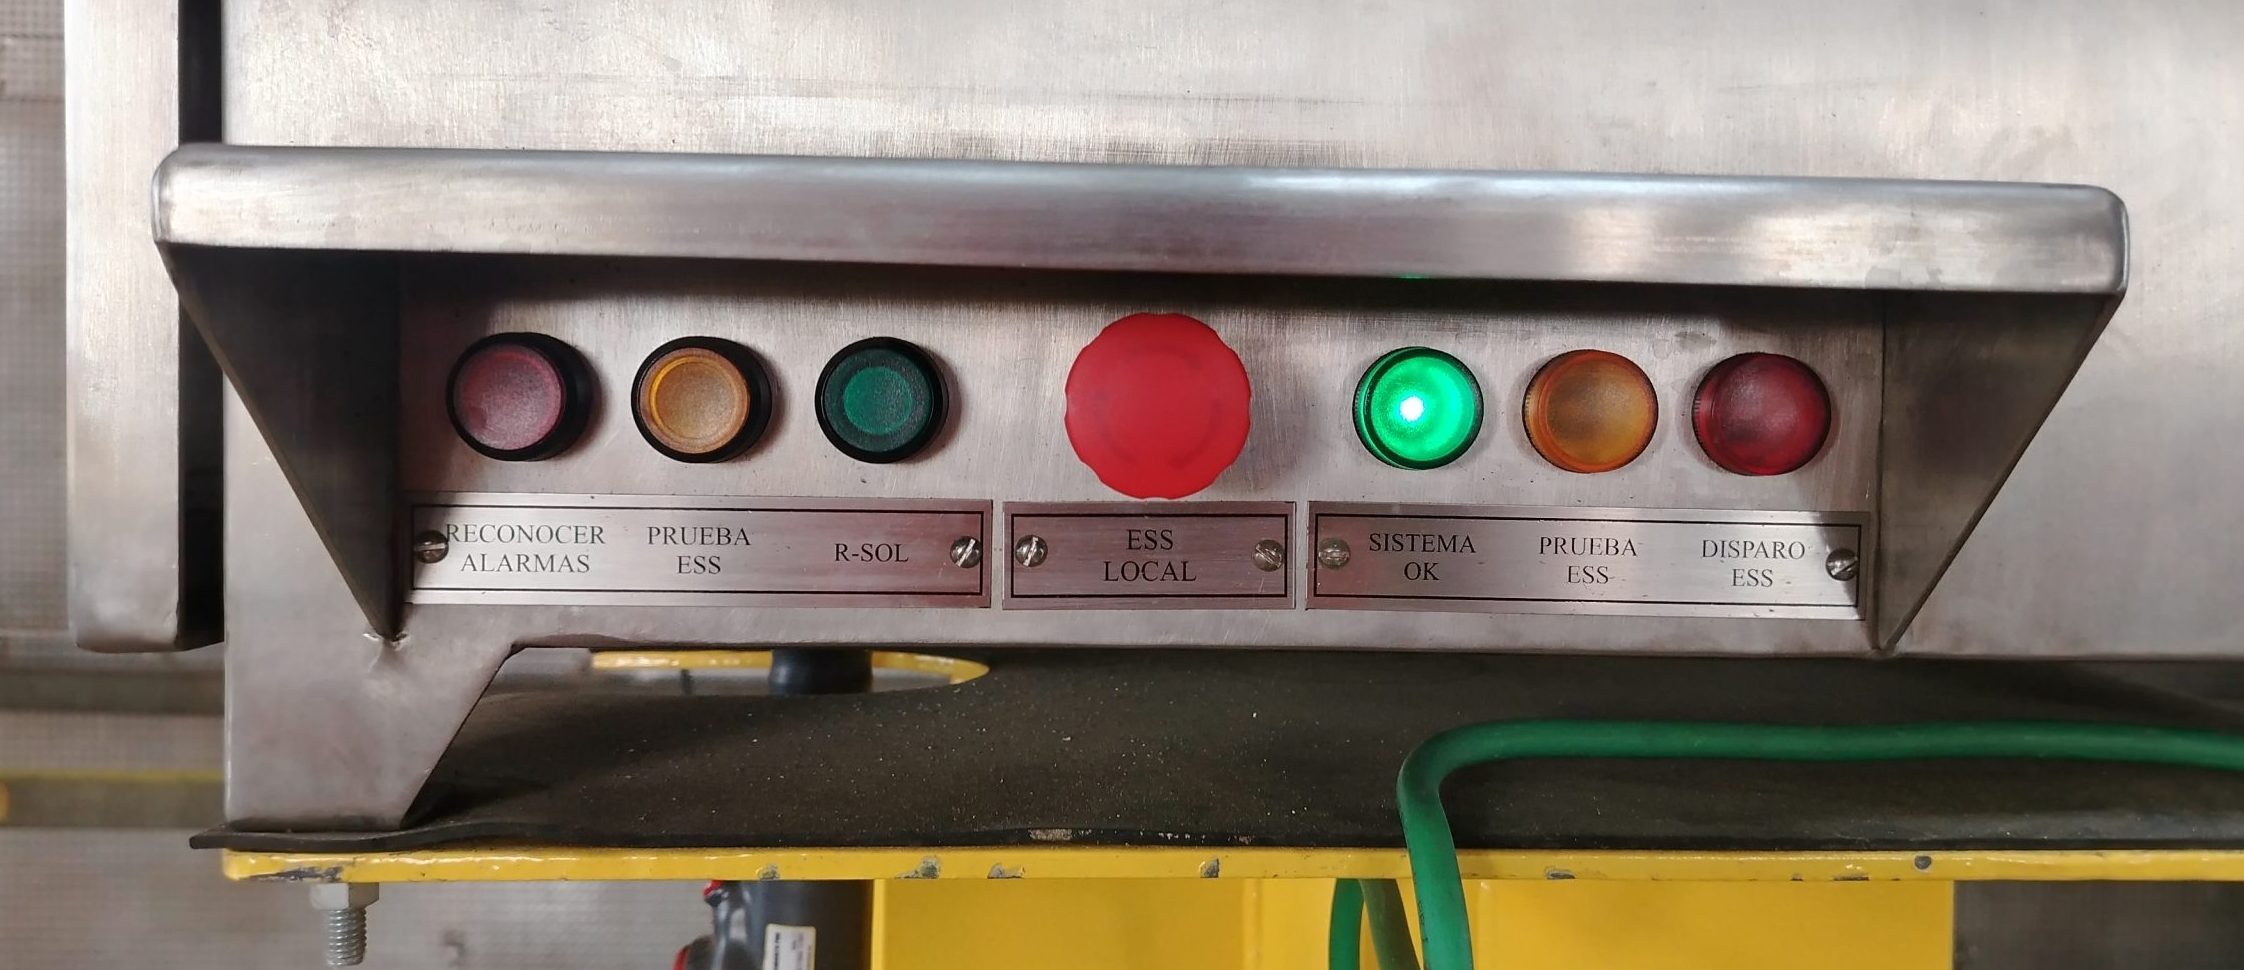 RECONOCER
ALARMAS
PRUEBA
ESS
R-SOL
ESS
LOCAL
SISTEMA
OK
PRUEBA
ESS
DISPARO
ESS